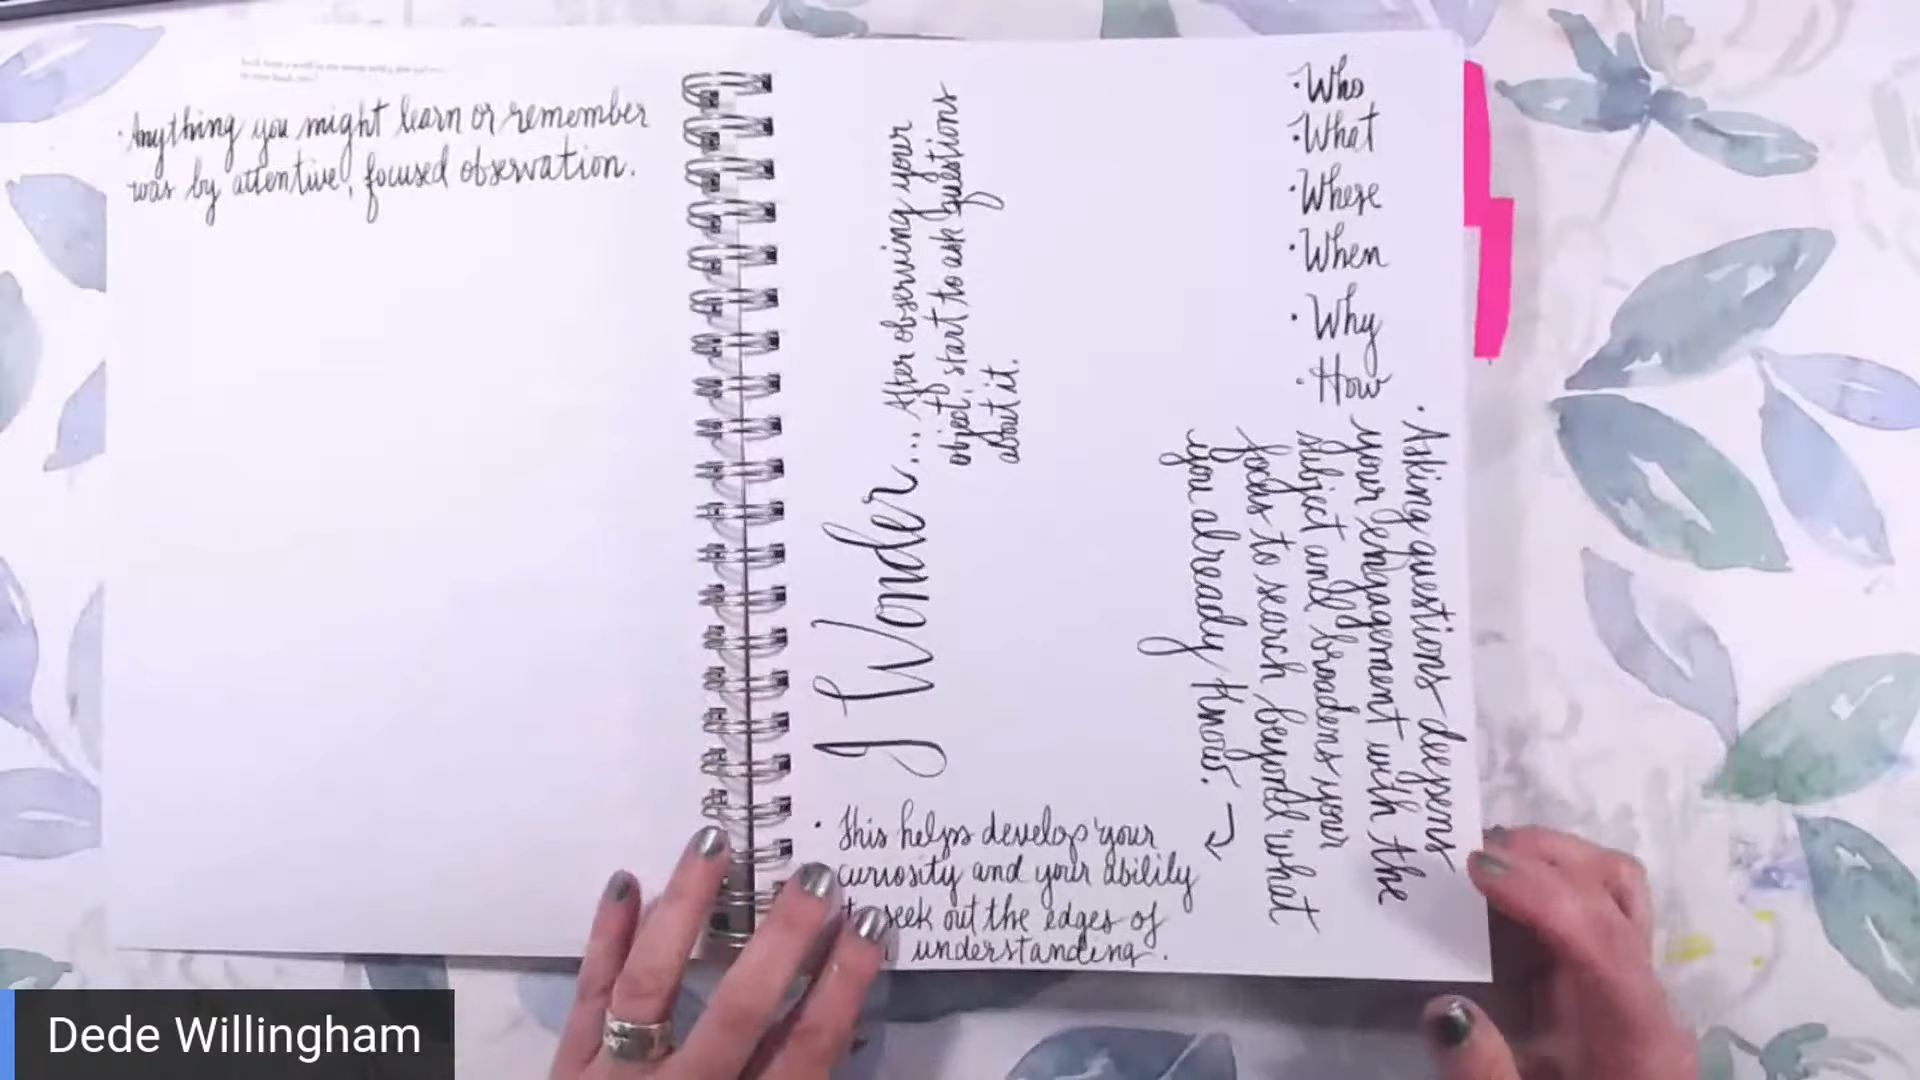 · Anything you might learn or remember
was by attentive, focused observation.
I Wonder... After observing your
object, start to ask questions
about it.
· Who
· What
· Where
· When
· Why
· How
· Asking questions deepens
your engagement with the
subject and broadens your
focus to search beyond what
you already know.
· This helps develop your
curiosity and your ability
to seek out the edges of
understanding.
Dede Willingham